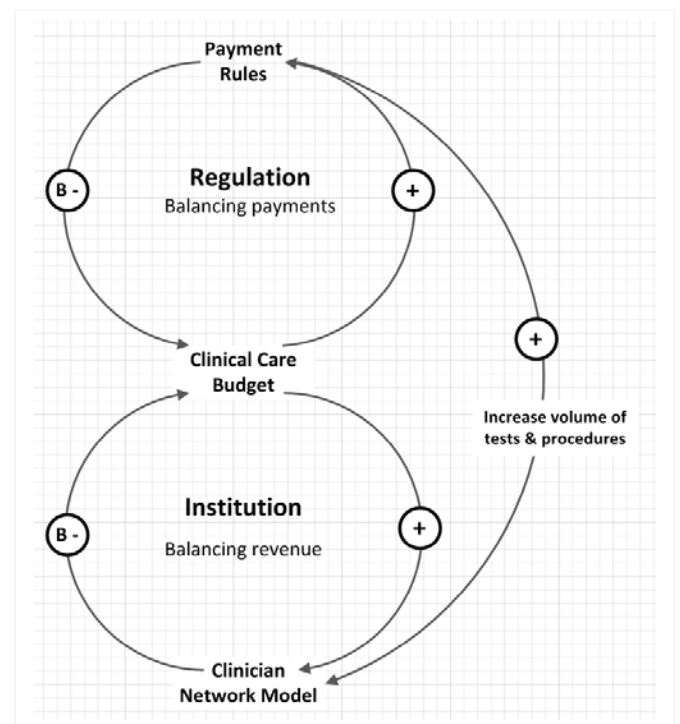 Payment
Rules
Regulation
Balancing payments
B -
+
Clinical Care
Budget
+
Increase volume of
tests & procedures
Institution
Balancing revenue
B -
+
Clinician
Network Model